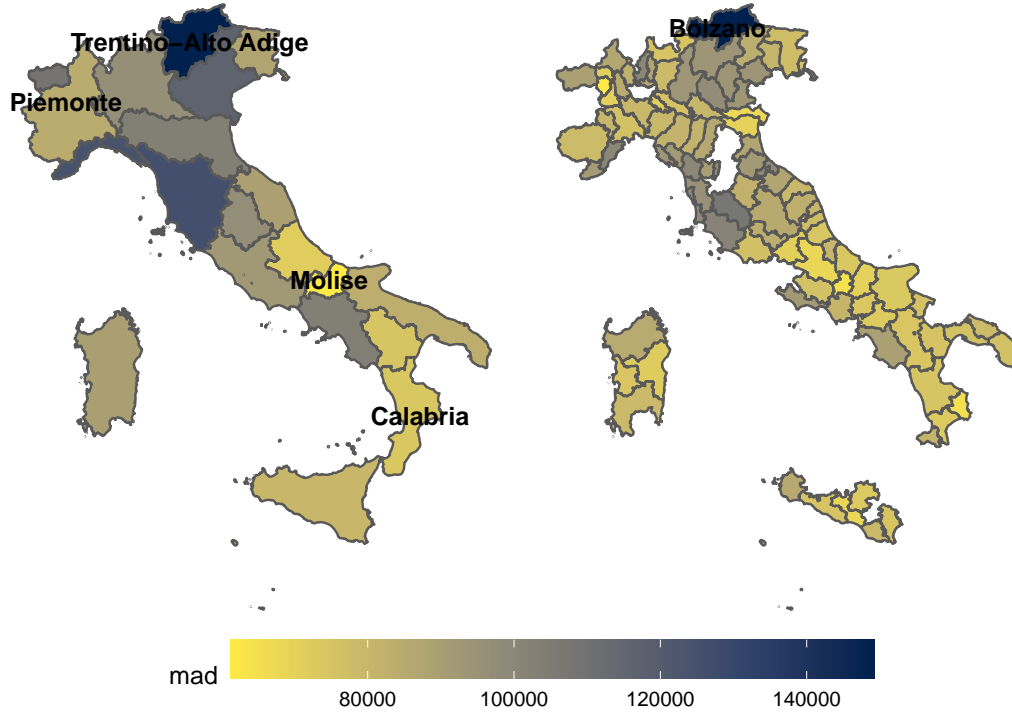 Bolzano
Trentino−Alto Adige
Piemonte
Molise
Calabria
mad
80000 100000 120000 140000